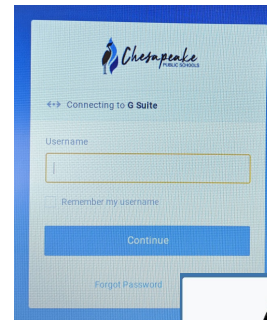 Chesapeake
PUBLIC SCHOOLS
Connecting to G Suite
Username
Remember my username
Continue
Forgot Password